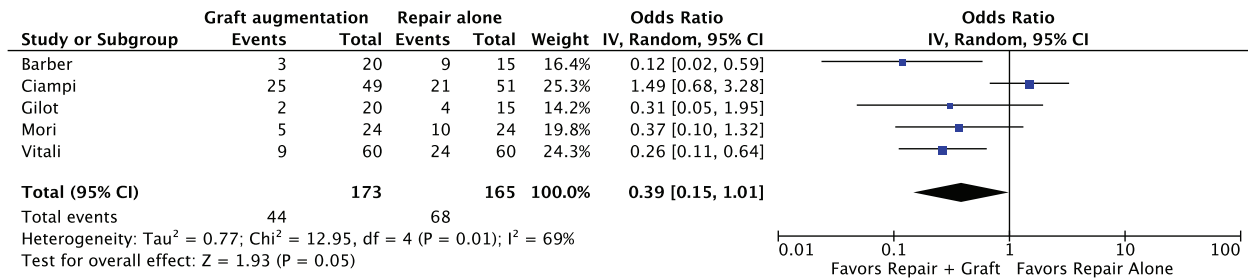 Graft augmentation Repair alone Odds Ratio Odds Ratio
Study or Subgroup Events Total Events Total Weight IV, Random, 95% CI IV, Random, 95% CI
Barber 3 20 9 15 16.4% 0.12 [0.02, 0.59]
Ciampi 25 49 21 51 25.3% 1.49 [0.68, 3.28]
Gilot 2 20 4 15 14.2% 0.31 [0.05, 1.95]
Mori 5 24 10 24 19.8% 0.37 [0.10, 1.32]
Vitali 9 60 24 60 24.3% 0.26 [0.11, 0.64]
Total (95% CI) 173 165 100.0% 0.39 [0.15, 1.01]
Total events 44 68
Heterogeneity: Tau² = 0.77; Chi² = 12.95, df = 4 (P = 0.01); I² = 69%
Test for overall effect: Z = 1.93 (P = 0.05)
0.01 0.1 1 10 100
Favors Repair + Graft Favors Repair Alone